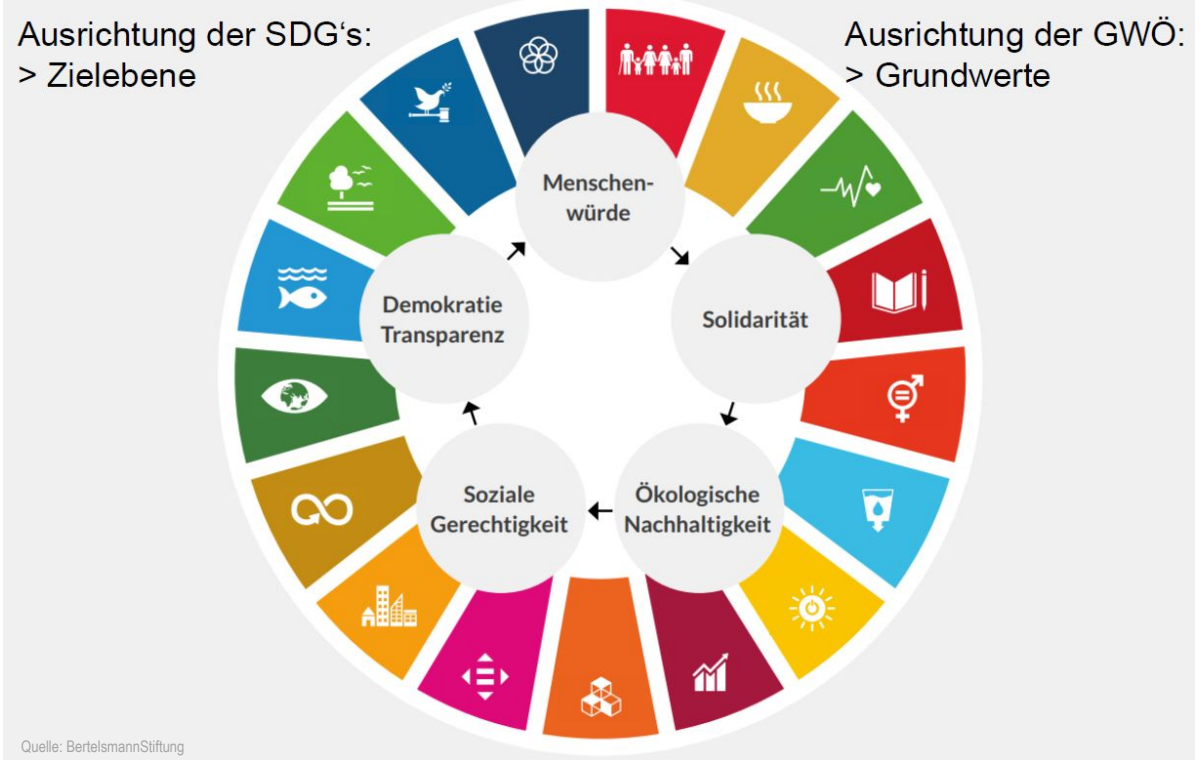 Ausrichtung der SDG‘s:
> Zielebene
Ausrichtung der GWÖ:
> Grundwerte
Menschen-
würde
Solidarität
Ökologische
Nachhaltigkeit
Soziale
Gerechtigkeit
Demokratie
Transparenz
Quelle: BertelsmannStiftung